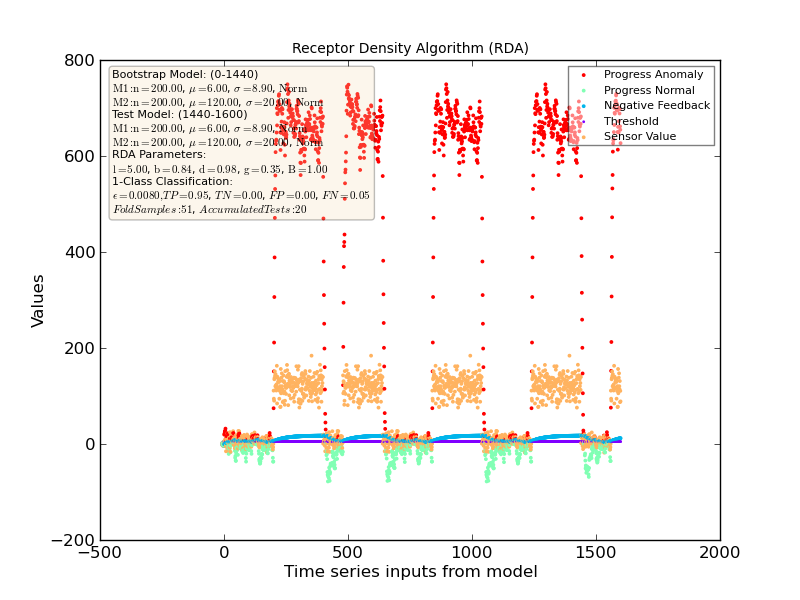 Receptor Density Algorithm (RDA)
Bootstrap Model: (0-1440)
M1:n=200.00, μ=6.00, σ=8.90, Norm
M2:n=200.00, μ=120.00, σ=20.00, Norm
Test Model: (1440-1600)
M1:n=200.00, μ=6.00, σ=8.90, Norm
M2:n=200.00, μ=120.00, σ=20.00, Norm
RDA Parameters:
l=5.00, b=0.84, d=0.98, g=0.35, B=1.00
1-Class Classification:
ϵ=0.0080,TP=0.95, TN=0.00, FP=0.00, FN=0.05
FoldSamples:51, AccumulatedTests:20
Progress Anomaly
Progress Normal
Negative Feedback
Threshold
Sensor Value
800
600
400
200
0
−200
Values
−500
0
500
1000
1500
2000
Time series inputs from model